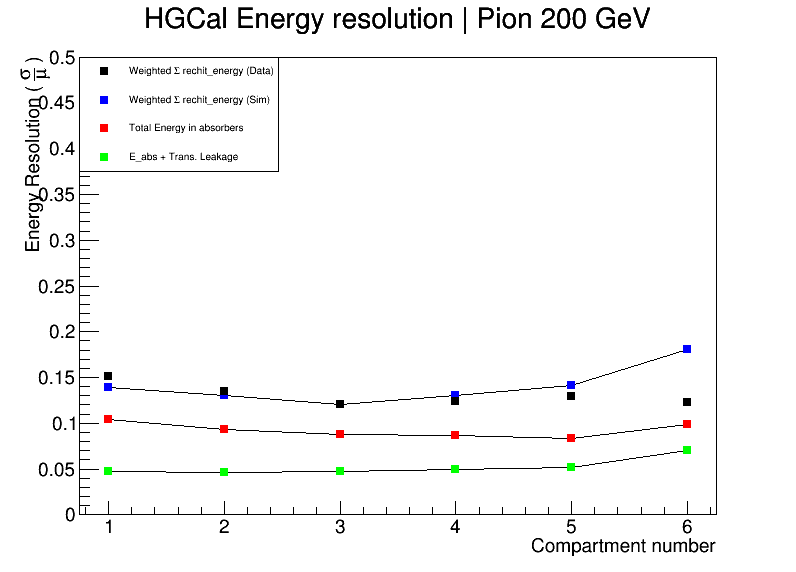 HGCal Energy resolution | Pion 200 GeV
Energy Resolution ( σ/μ )
0.5
0.45
0.4
0.35
0.3
0.25
0.2
0.15
0.1
0.05
0
Weighted Σ rechit_energy (Data)
Weighted Σ rechit_energy (Sim)
Total Energy in absorbers
E_abs + Trans. Leakage
1 2 3 4 5 6
Compartment number